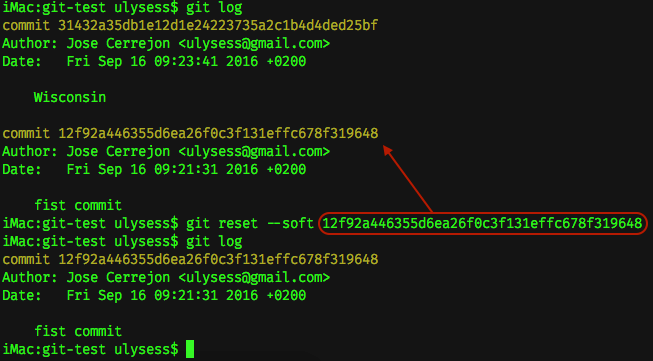 iMac:git-test ulysess$ git log
commit 31432a35db1e12d1e24223735a2c1b4d4ded25bf
Author: Jose Cerrejon <ulysess@gmail.com>
Date:   Fri Sep 16 09:23:41 2016 +0200
Wisconsin
commit 12f92a446355d6ea26f0c3f131effc678f319648
Author: Jose Cerrejon <ulysess@gmail.com>
Date:   Fri Sep 16 09:21:31 2016 +0200
fist commit
iMac:git-test ulysess$ git reset --soft 12f92a446355d6ea26f0c3f131effc678f319648
iMac:git-test ulysess$ git log
commit 12f92a446355d6ea26f0c3f131effc678f319648
Author: Jose Cerrejon <ulysess@gmail.com>
Date:   Fri Sep 16 09:21:31 2016 +0200
fist commit
iMac:git-test ulysess$